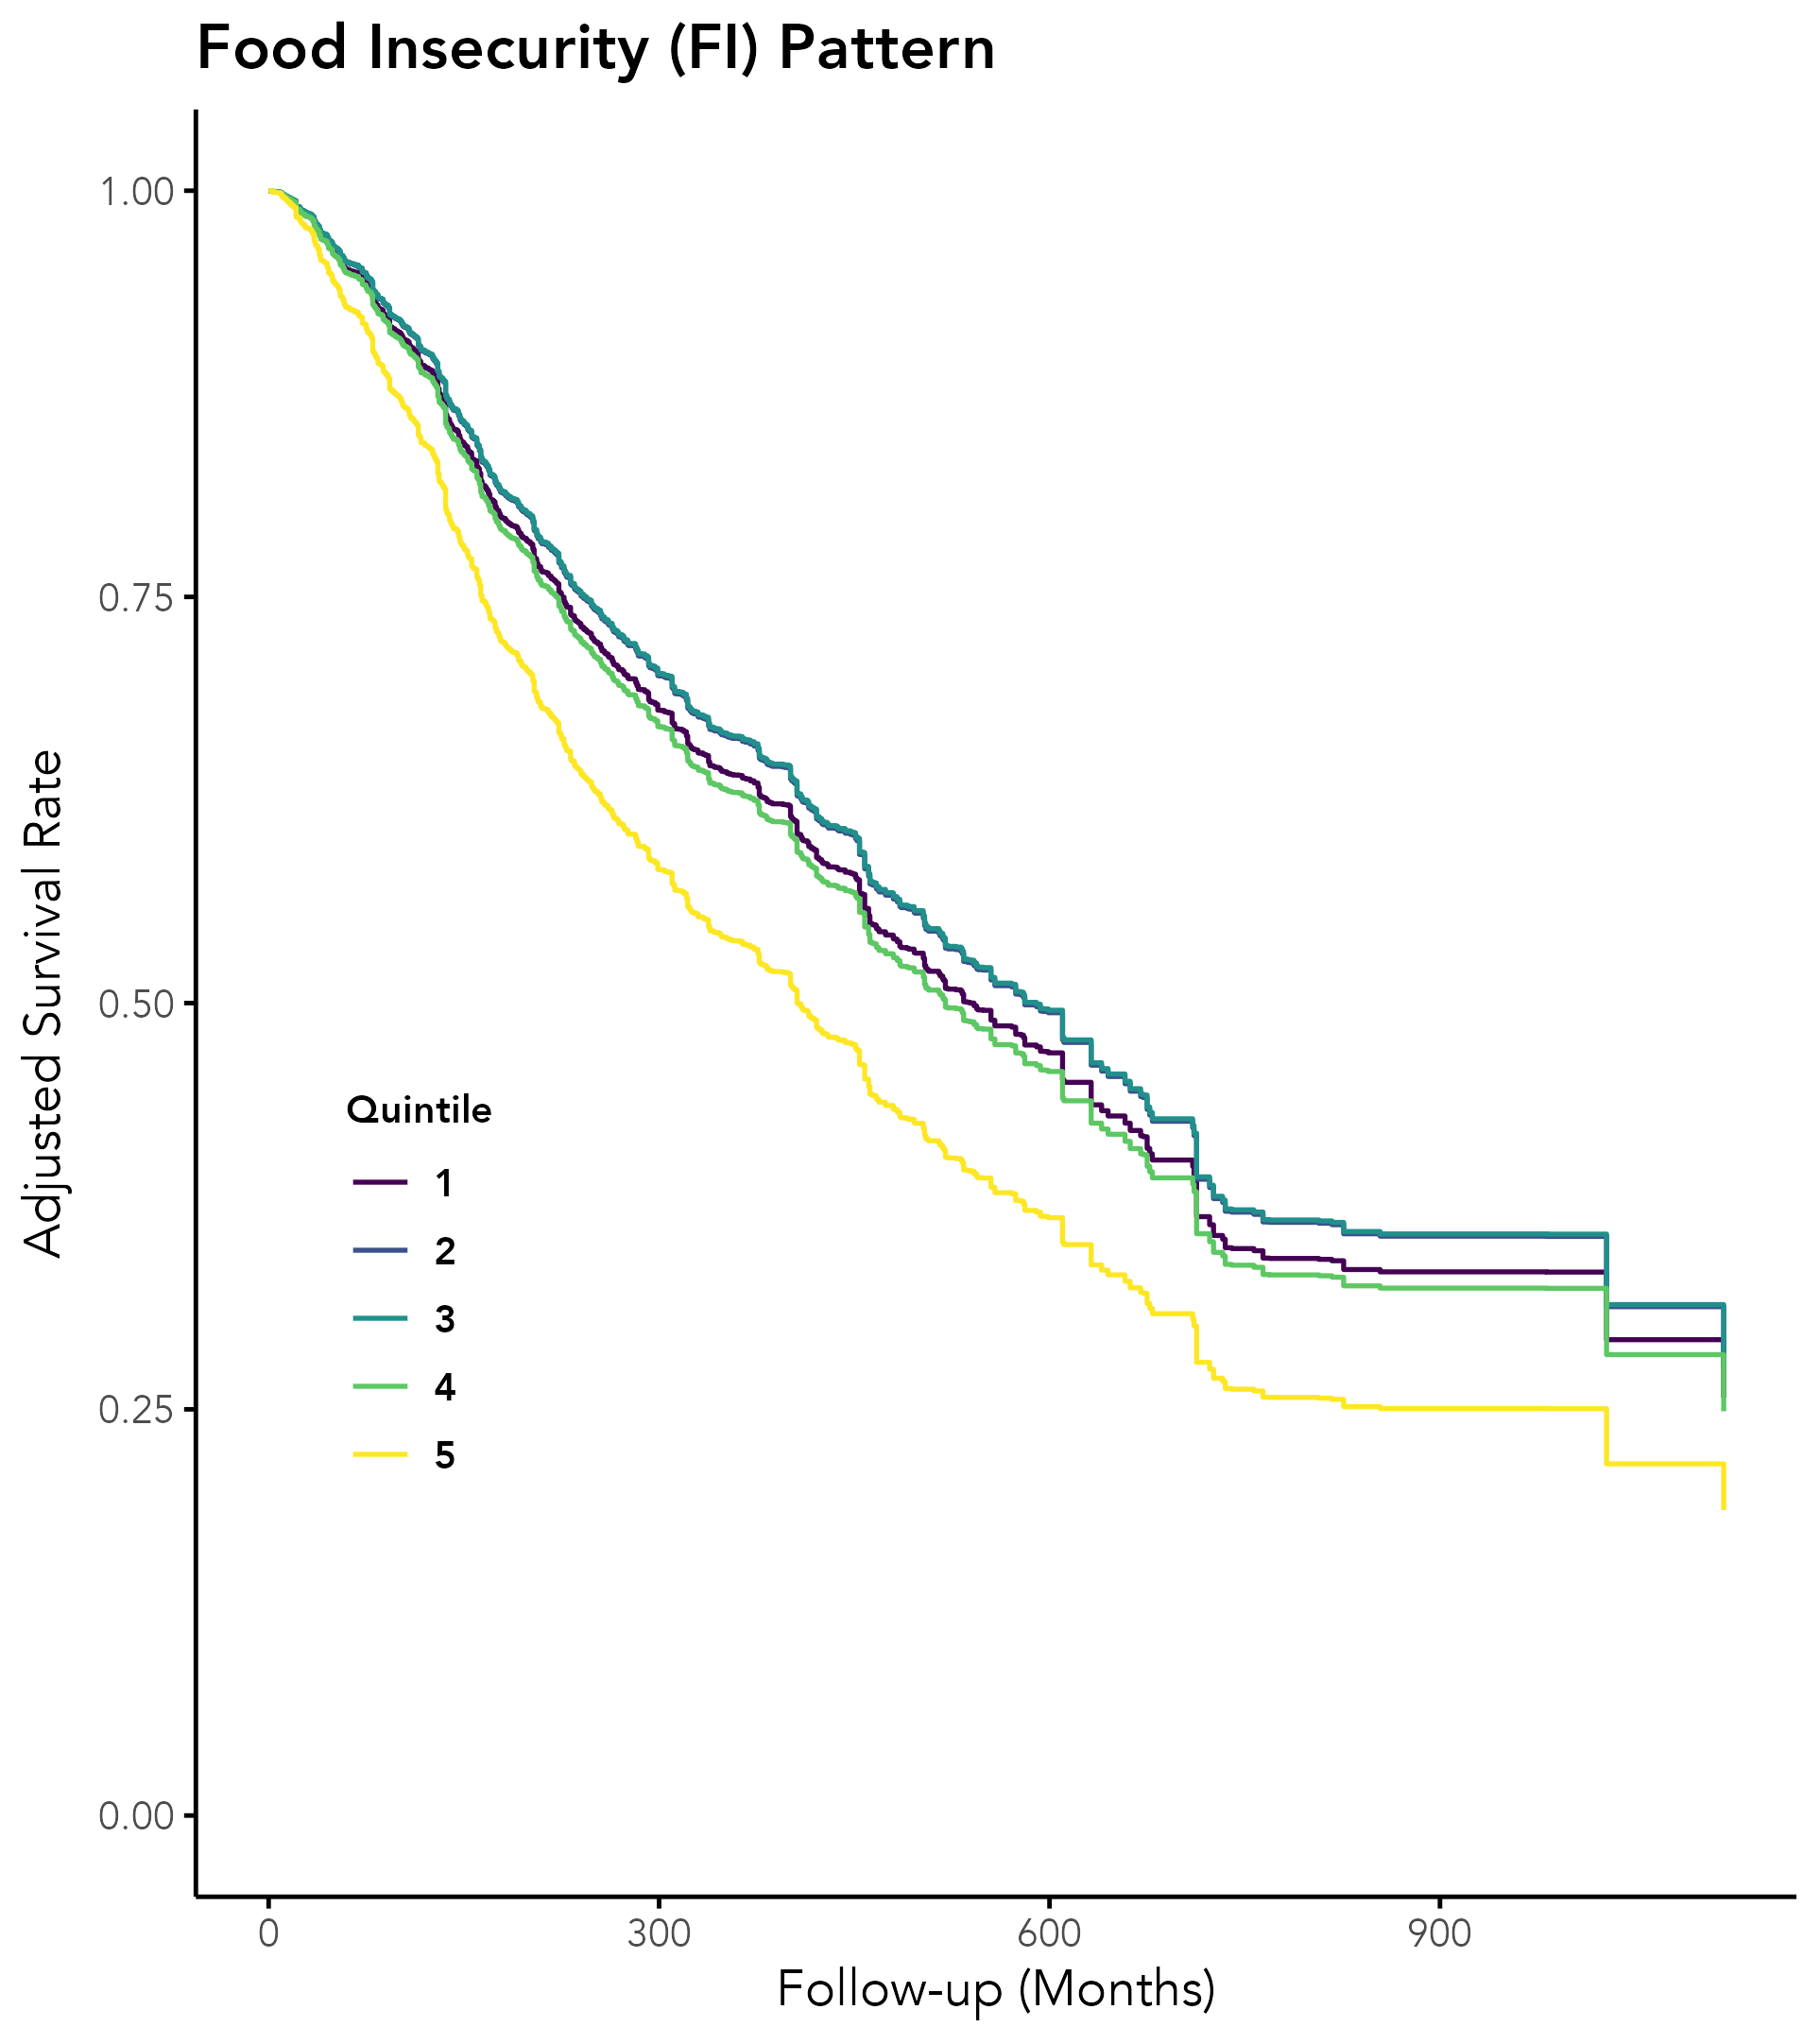 Food Insecurity (FI) Pattern
Adjusted Survival Rate
1.00
0.75
0.50
0.25
0.00
Quintile
1
2
3
4
5
0 300 600 900
Follow-up (Months)